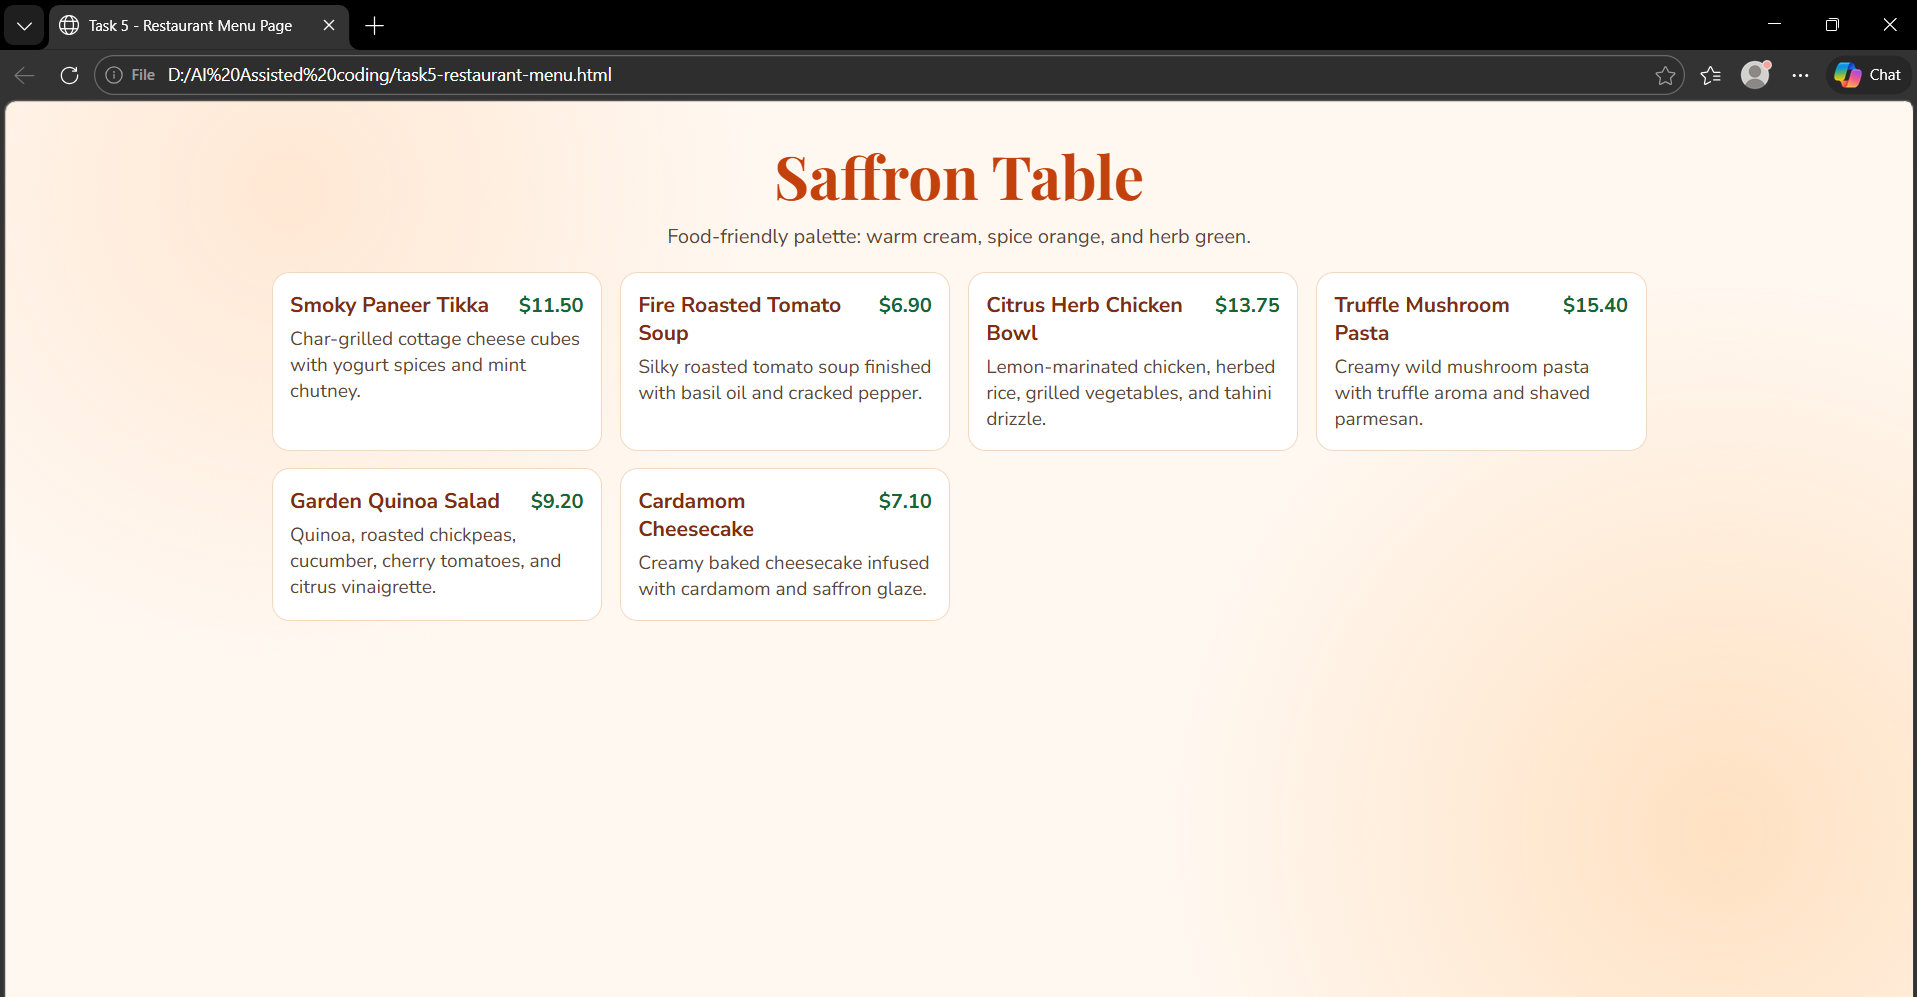 Task 5 - Restaurant Menu Page
File D:/AI%20Assisted%20coding/task5-restaurant-menu.html
Chat
Saffron Table
Food-friendly palette: warm cream, spice orange, and herb green.
Smoky Paneer Tikka $11.50
Char-grilled cottage cheese cubes
with yogurt spices and mint
chutney.
Fire Roasted Tomato $6.90
Soup
Silky roasted tomato soup finished
with basil oil and cracked pepper.
Citrus Herb Chicken $13.75
Bowl
Lemon-marinated chicken, herbed
rice, grilled vegetables, and tahini
drizzle.
Truffle Mushroom $15.40
Pasta
Creamy wild mushroom pasta
with truffle aroma and shaved
parmesan.
Garden Quinoa Salad $9.20
Quinoa, roasted chickpeas,
cucumber, cherry tomatoes, and
citrus vinaigrette.
Cardamom $7.10
Cheesecake
Creamy baked cheesecake infused
with cardamom and saffron glaze.